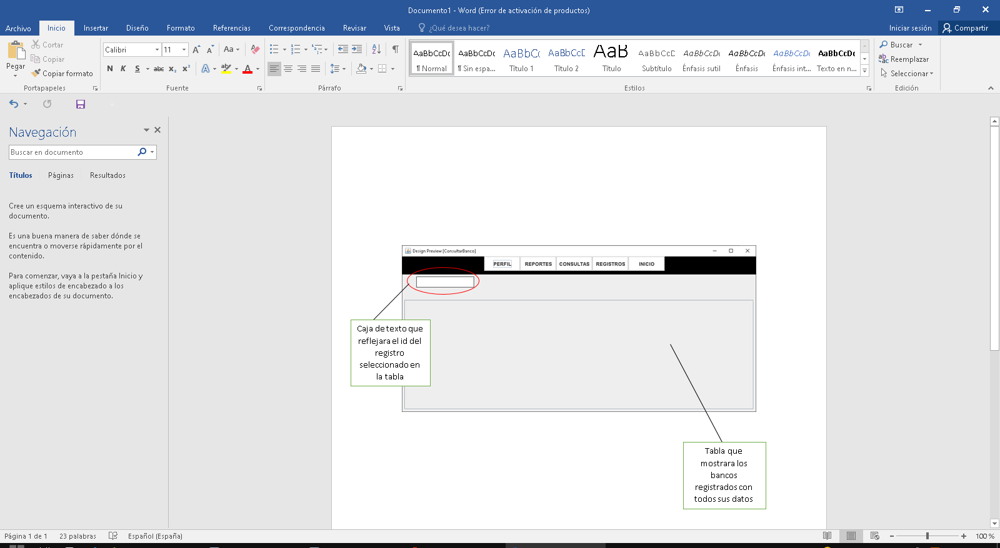 Documento1 - Word (Error de activación de productos)
Archivo Inicio Insertar Diseño Formato Referencias Correspondencia Revisar Vista ¿Qué desea hacer? Iniciar sesión Compartir
Pegar
Cortar
Copiar
Copiar formato
Portapapeles
Calibri 11
Aa
N K S abc x₂ x² A ab A
Fuente
Párrafo
AaBbCcDc AaBbCcDc AaBbCc AaBbCcD AaB AaBbCcD AaBbCcDc AaBbCcDc AaBbCcDc AaBbCcDc
¶ Normal ¶ Sin espa... Título 1 Título 2 Título Subtítulo Énfasis sutil Énfasis Énfasis int... Texto en n...
Estilos
Buscar
Reemplazar
Seleccionar
Edición
Navegación
Buscar en documento
Títulos Páginas Resultados
Cree un esquema interactivo de su
documento.
Es una buena manera de saber dónde se
encuentra o moverse rápidamente por el
contenido.
Para comenzar, vaya a la pestaña Inicio y
aplique estilos de encabezado a los
encabezados de su documento.
Design Preview [ConsultarBanco]
PERFIL REPORTES CONSULTAS REGISTROS INICIO
Caja de texto que
reflejara el id del
registro
seleccionado en
la tabla
Tabla que
mostrara los
bancos
registrados con
todos sus datos
Página 1 de 1 23 palabras Español (España) 100 %